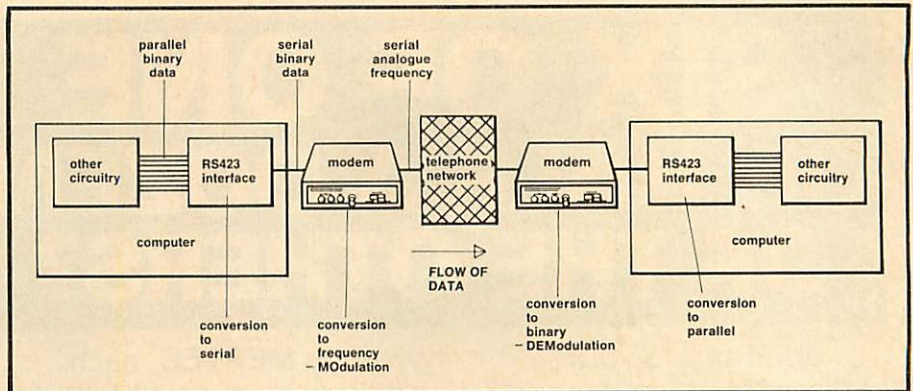 parallel
binary
data
serial
binary
data
serial
analogue
frequency
other
circuitry
RS423
interface
computer
modem
telephone
network
modem
RS423
interface
other
circuitry
computer
FLOW OF
DATA
conversion
to
serial
conversion
to
frequency
– MOdulation
conversion
to
binary
– DEModulation
conversion
to
parallel